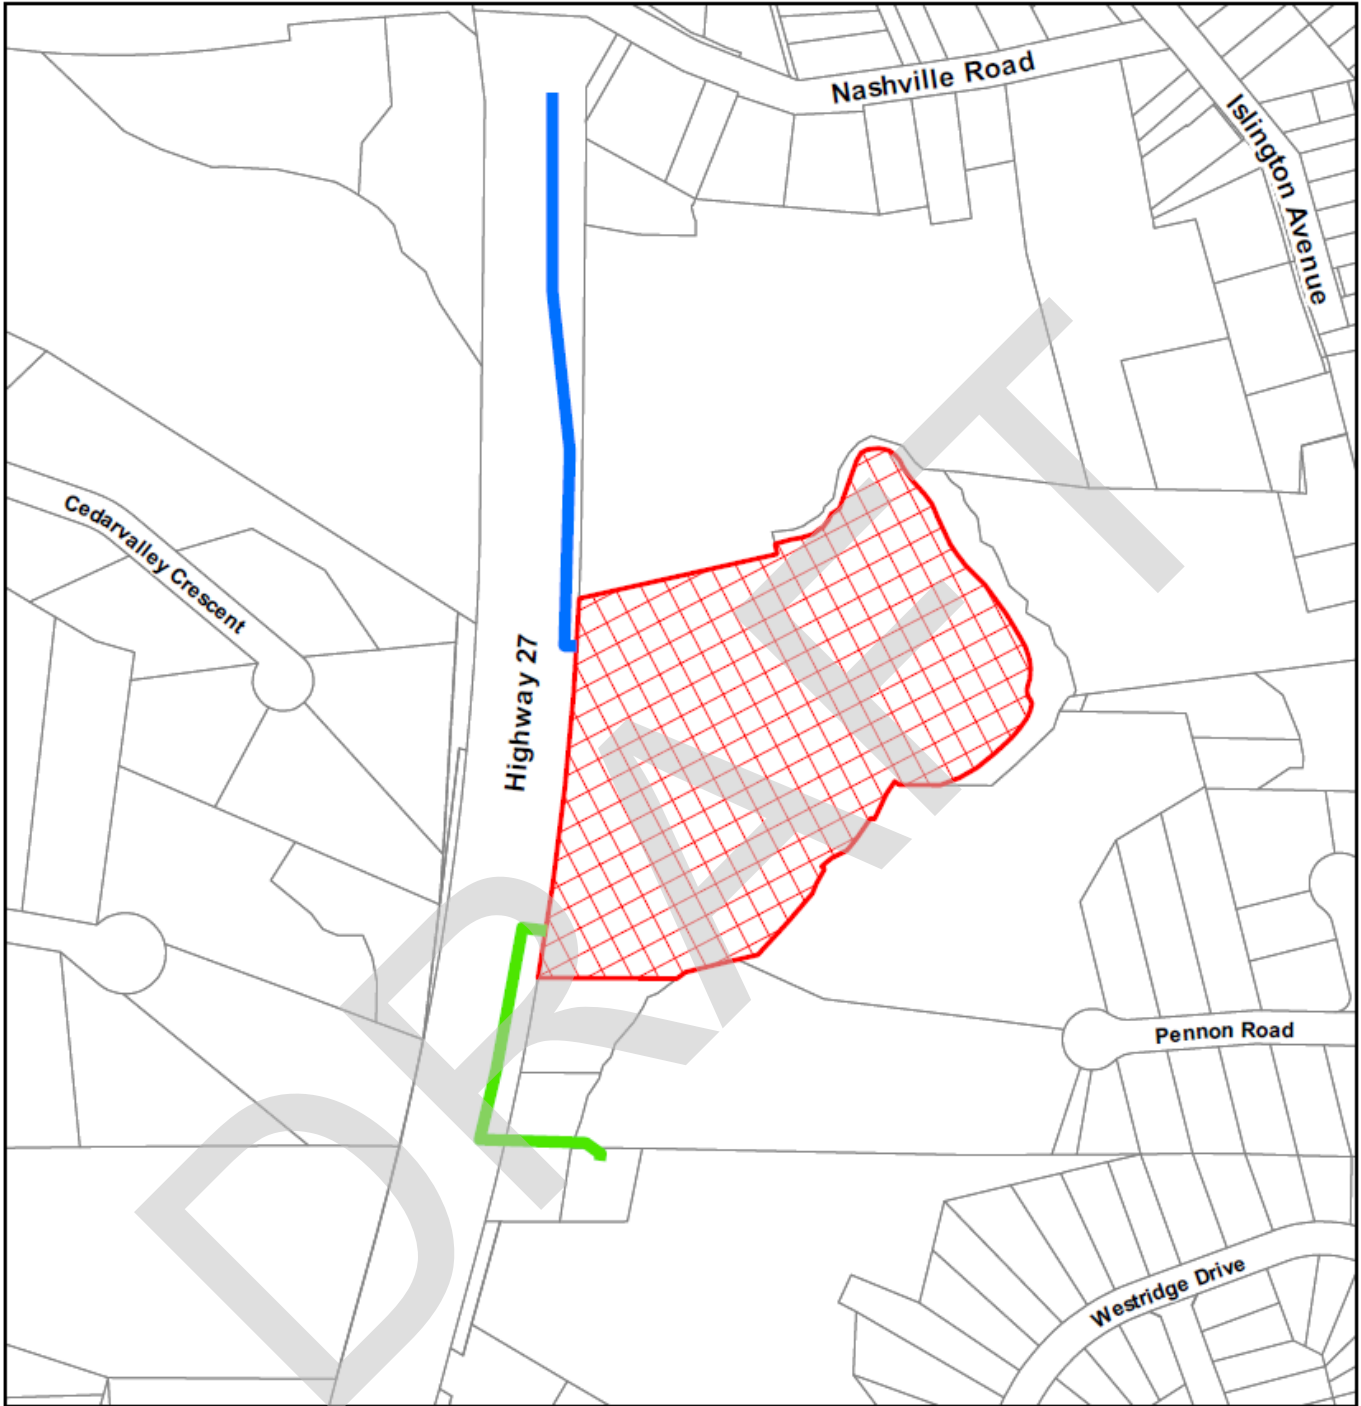 Nashville Road
Islington Avenue
Cedarvalley Crescent
Highway 27
Pennon Road
Westridge Drive
DRAFT